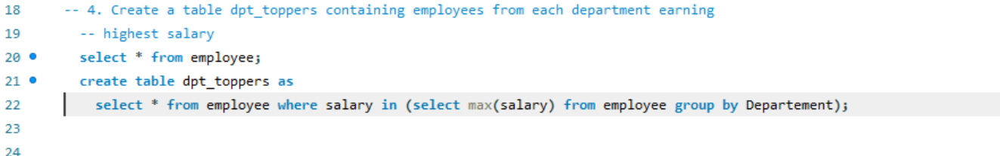 18 -- 4. Create a table dpt_toppers containing employees from each department earning
19 -- highest salary
20 select * from employee;
21 create table dpt_toppers as
22 select * from employee where salary in (select max(salary) from employee group by Departement);
23
24